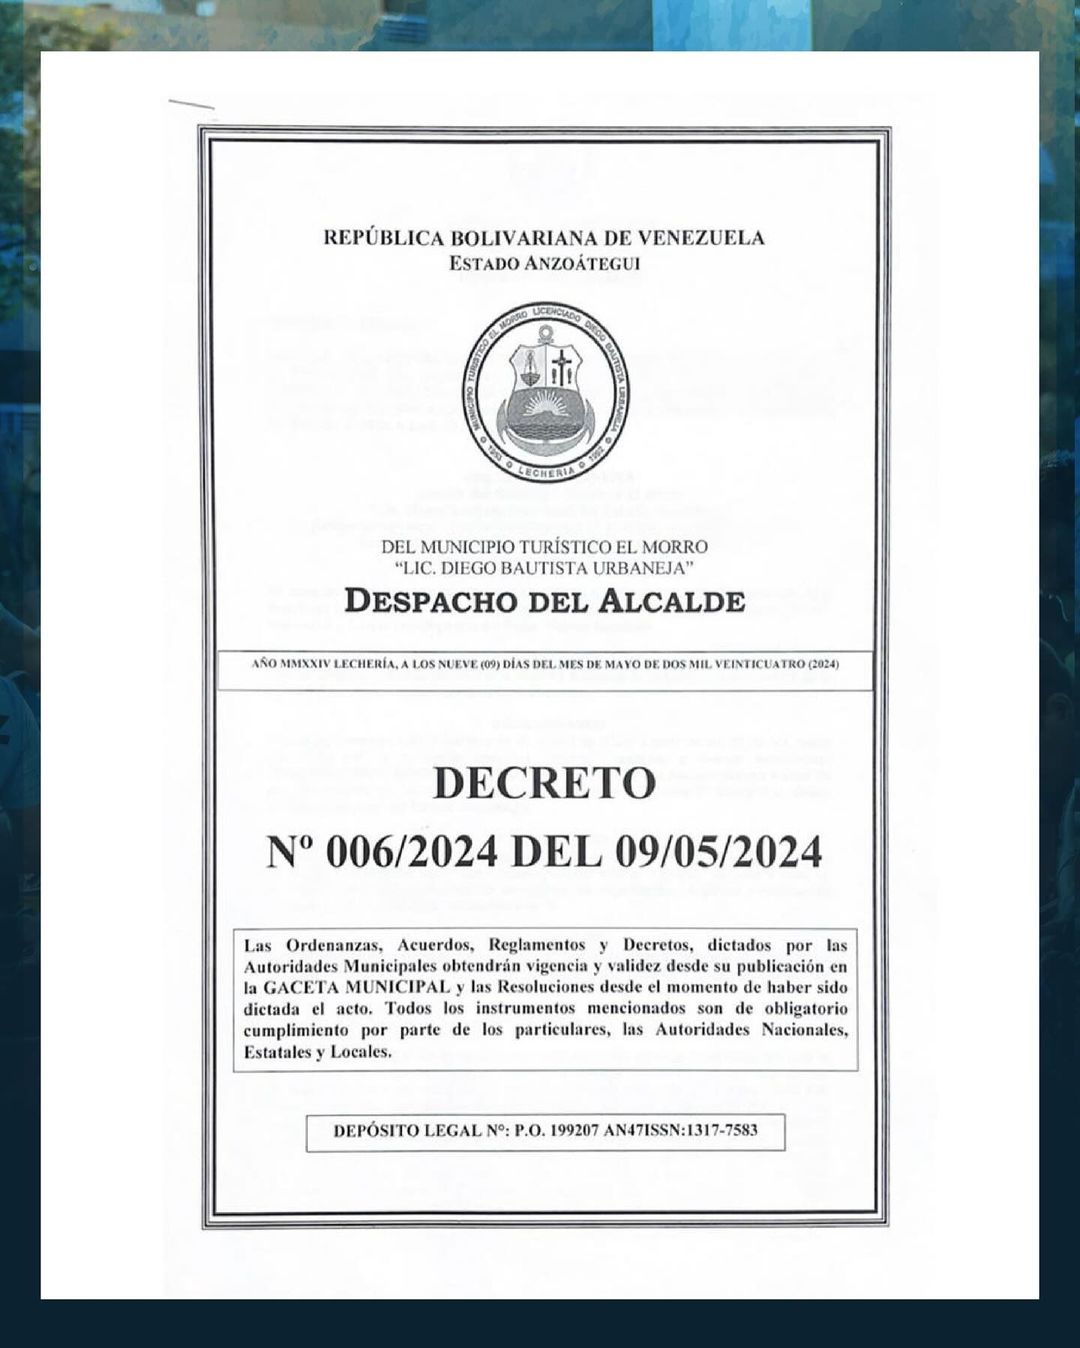 REPÚBLICA BOLIVARIANA DE VENEZUELA
ESTADO ANZOÁTEGUI
MUNICIPIO TURISTICO EL MORRO LICENCIADO DIEGO BAUTISTA URBANEJA
LECHERIA
1992
DEL MUNICIPIO TURÍSTICO EL MORRO
“LIC. DIEGO BAUTISTA URBANEJA”
DESPACHO DEL ALCALDE
AÑO MMXXIV LECHERÍA, A LOS NUEVE (09) DÍAS DEL MES DE MAYO DE DOS MIL VEINTICUATRO (2024)
DECRETO
Nº 006/2024 DEL 09/05/2024
Las Ordenanzas, Acuerdos, Reglamentos y Decretos, dictados por las
Autoridades Municipales obtendrán vigencia y validez desde su publicación en
la GACETA MUNICIPAL y las Resoluciones desde el momento de haber sido
dictada el acto. Todos los instrumentos mencionados son de obligatorio
cumplimiento por parte de los particulares, las Autoridades Nacionales,
Estatales y Locales.
DEPÓSITO LEGAL Nº: P.O. 199207 AN47ISSN:1317-7583